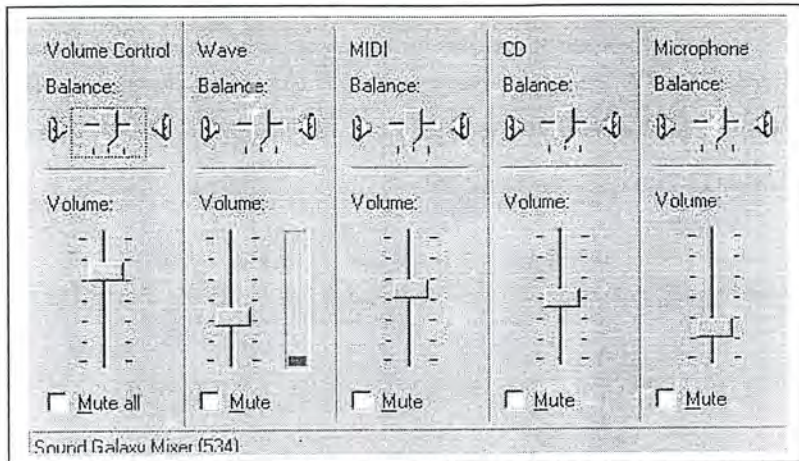 Volume Control Wave MIDI CD Microphone
Balance: Balance: Balance: Balance: Balance:
Volume: Volume: Volume: Volume: Volume:
Mute all Mute Mute Mute Mute
Sound Galaxy Mixer (534)